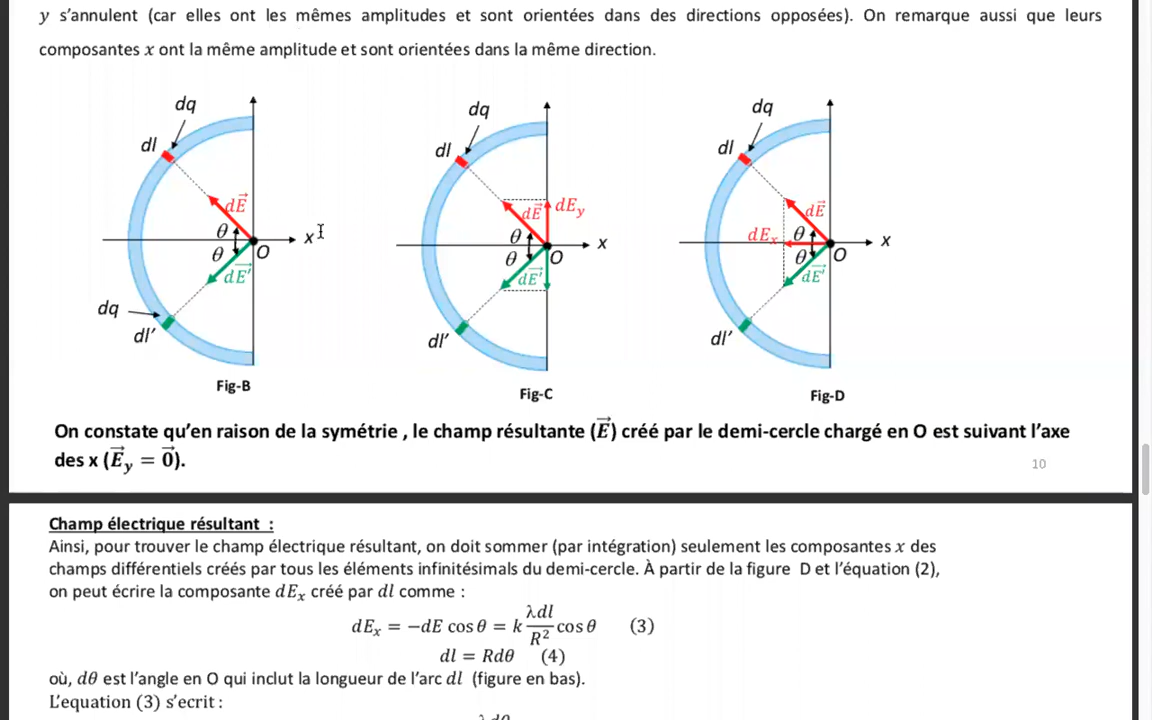 y s’annulent (car elles ont les mêmes amplitudes et sont orientées dans des directions opposées). On remarque aussi que leurs
composantes x ont la même amplitude et sont orientées dans la même direction.
dq
dl
dE⃗
θ
θ
x
O
dE⃗'
dq
dl’
Fig-B
dq
dl
dE⃗
dE_y
θ
θ
x
O
dE⃗'
dl’
Fig-C
dq
dl
dE⃗
dE_x
θ
θ
x
O
dE⃗'
dl’
Fig-D
On constate qu’en raison de la symétrie , le champ résultante (E⃗) créé par le demi-cercle chargé en O est suivant l’axe
des x (E⃗_y = 0⃗).
10
Champ électrique résultant :
Ainsi, pour trouver le champ électrique résultant, on doit sommer (par intégration) seulement les composantes x des
champs différentiels créés par tous les éléments infinitésimals du demi-cercle. À partir de la figure D et l’équation (2),
on peut écrire la composante dE_x créé par dl comme :
dE_x = −dE cos θ = k λdl/R² cos θ (3)
dl = Rdθ (4)
où, dθ est l’angle en O qui inclut la longueur de l’arc dl (figure en bas).
L’equation (3) s’ecrit :